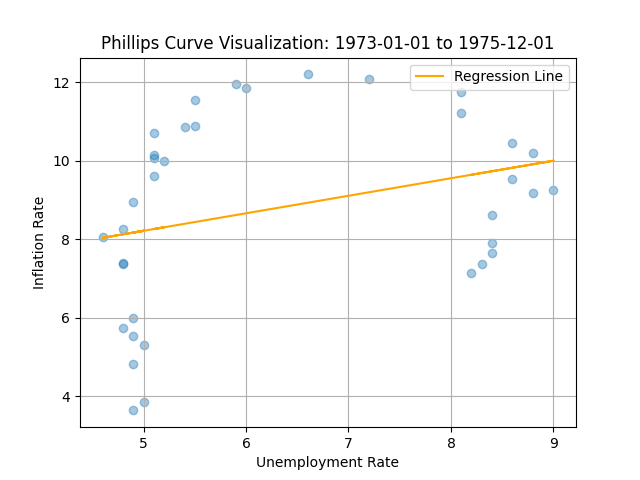 Phillips Curve Visualization: 1973-01-01 to 1975-12-01
Regression Line
12
10
8
6
4
Inflation Rate
5 6 7 8 9
Unemployment Rate